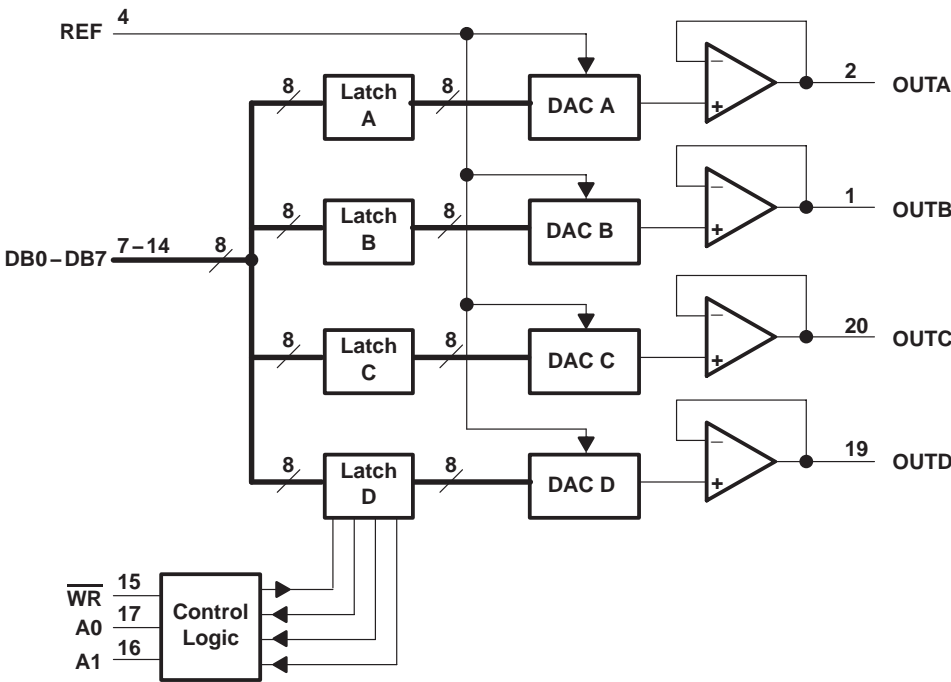 REF 4
8 Latch A 8 DAC A − + 2 OUTA
8 Latch B 8 DAC B − + 1 OUTB
DB0–DB7 7–14 8
8 Latch C 8 DAC C − + 20 OUTC
8 Latch D 8 DAC D − + 19 OUTD
WR 15
A0 17
A1 16
Control
Logic